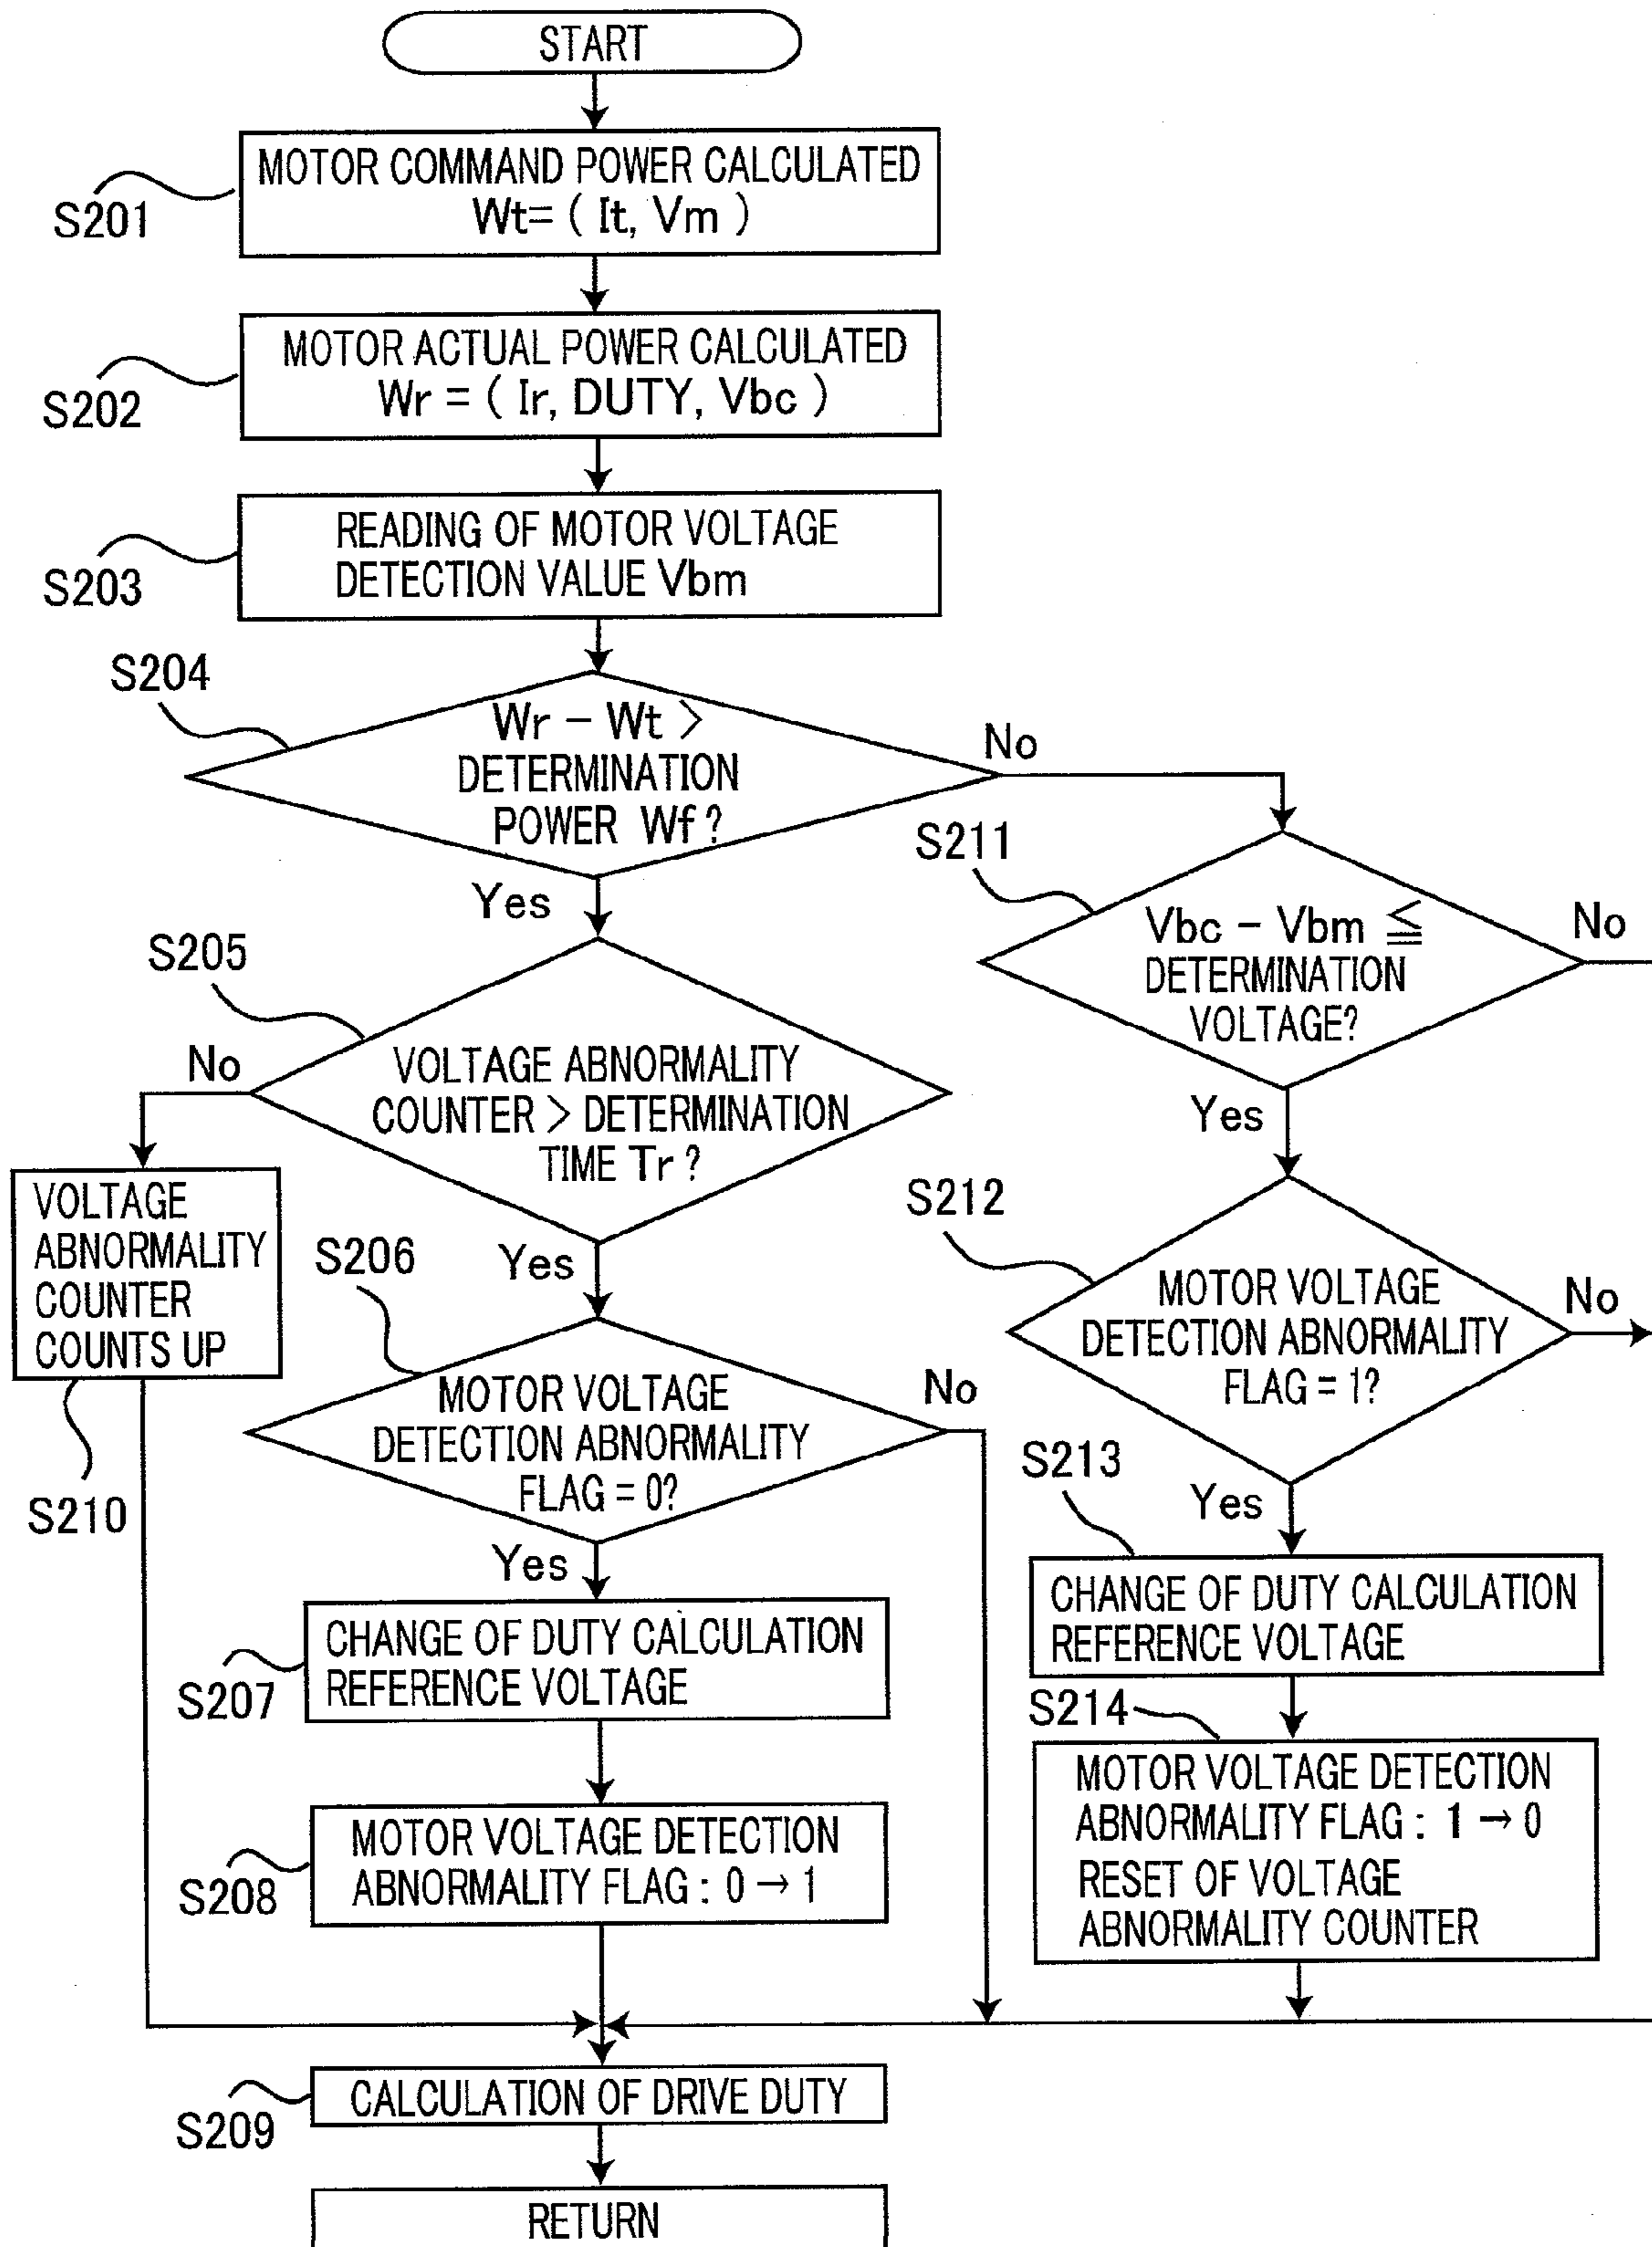 START
MOTOR COMMAND POWER CALCULATED
Wt= ( It, Vm )
S201
MOTOR ACTUAL POWER CALCULATED
Wr = ( Ir, DUTY, Vbc )
S202
READING OF MOTOR VOLTAGE
DETECTION VALUE Vbm
S203
S204
Wr − Wt >
DETERMINATION
POWER Wf ?
No
Yes
S211
Vbc − Vbm ≦
DETERMINATION
VOLTAGE?
No
Yes
S205
VOLTAGE ABNORMALITY
COUNTER > DETERMINATION
TIME Tr ?
No
Yes
VOLTAGE
ABNORMALITY
COUNTER
COUNTS UP
S210
S212
MOTOR VOLTAGE
DETECTION ABNORMALITY
FLAG = 1?
No
Yes
S206
MOTOR VOLTAGE
DETECTION ABNORMALITY
FLAG = 0?
No
Yes
S213
CHANGE OF DUTY CALCULATION
REFERENCE VOLTAGE
CHANGE OF DUTY CALCULATION
REFERENCE VOLTAGE
S207
S214
MOTOR VOLTAGE DETECTION
ABNORMALITY FLAG : 1 → 0
RESET OF VOLTAGE
ABNORMALITY COUNTER
MOTOR VOLTAGE DETECTION
ABNORMALITY FLAG : 0 → 1
S208
CALCULATION OF DRIVE DUTY
S209
RETURN